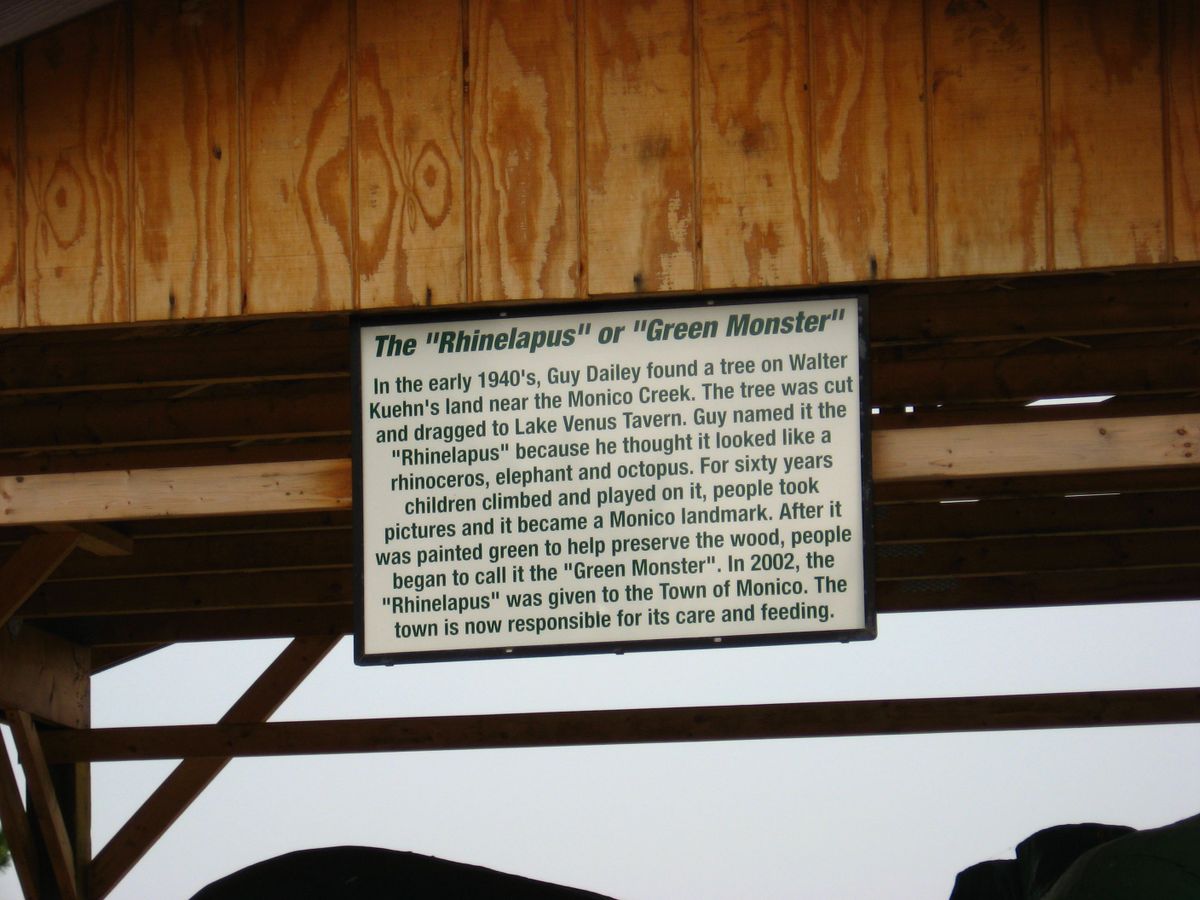 The "Rhinelapus" or "Green Monster"
In the early 1940's, Guy Dailey found a tree on Walter
Kuehn's land near the Monico Creek. The tree was cut
and dragged to Lake Venus Tavern. Guy named it the
"Rhinelapus" because he thought it looked like a
rhinoceros, elephant and octopus. For sixty years
children climbed and played on it, people took
pictures and it became a Monico landmark. After it
was painted green to help preserve the wood, people
began to call it the "Green Monster". In 2002, the
"Rhinelapus" was given to the Town of Monico. The
town is now responsible for its care and feeding.